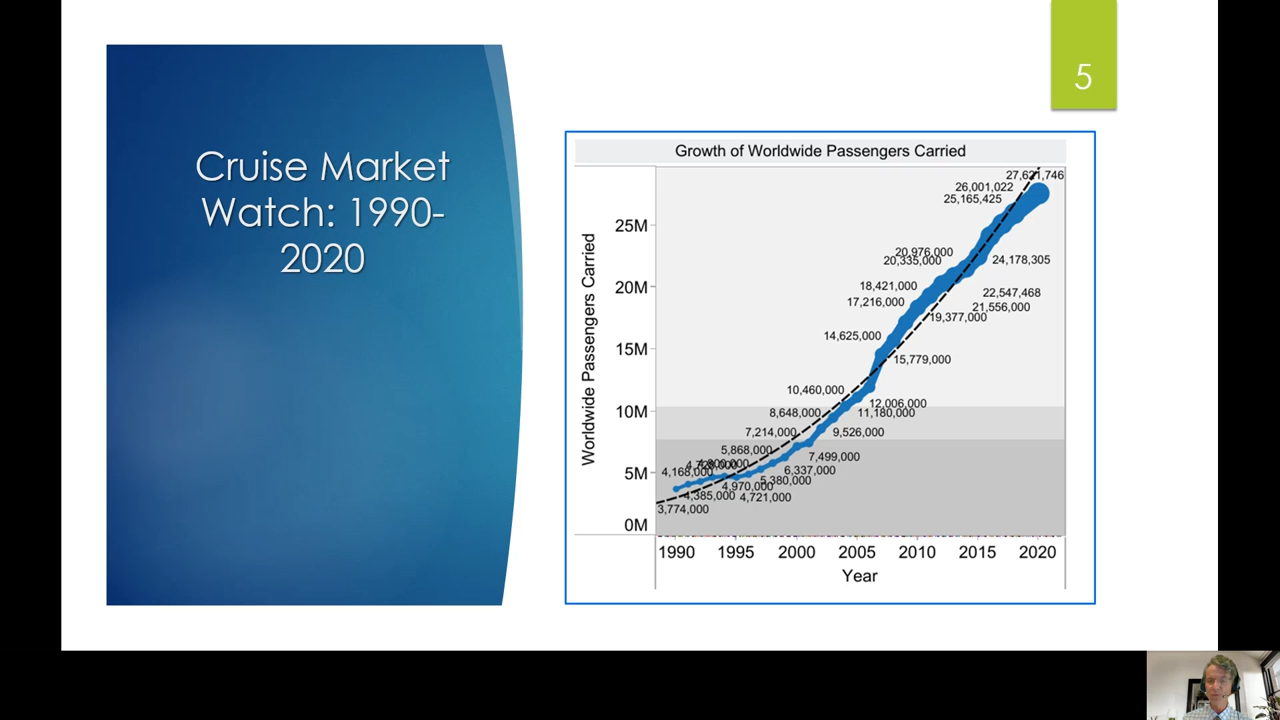 5
Cruise Market
Watch: 1990-
2020
Growth of Worldwide Passengers Carried
Worldwide Passengers Carried
25M
20M
15M
10M
5M
0M
27,621,746
26,001,022
25,165,425
20,976,000
20,335,000
24,178,305
18,421,000
22,547,468
17,216,000
21,556,000
19,377,000
14,625,000
15,779,000
10,460,000
12,006,000
8,648,000
11,180,000
7,214,000
9,526,000
5,868,000
7,499,000
4,168,000
6,337,000
5,380,000
4,970,000
4,385,000
4,721,000
3,774,000
1990 1995 2000 2005 2010 2015 2020
Year